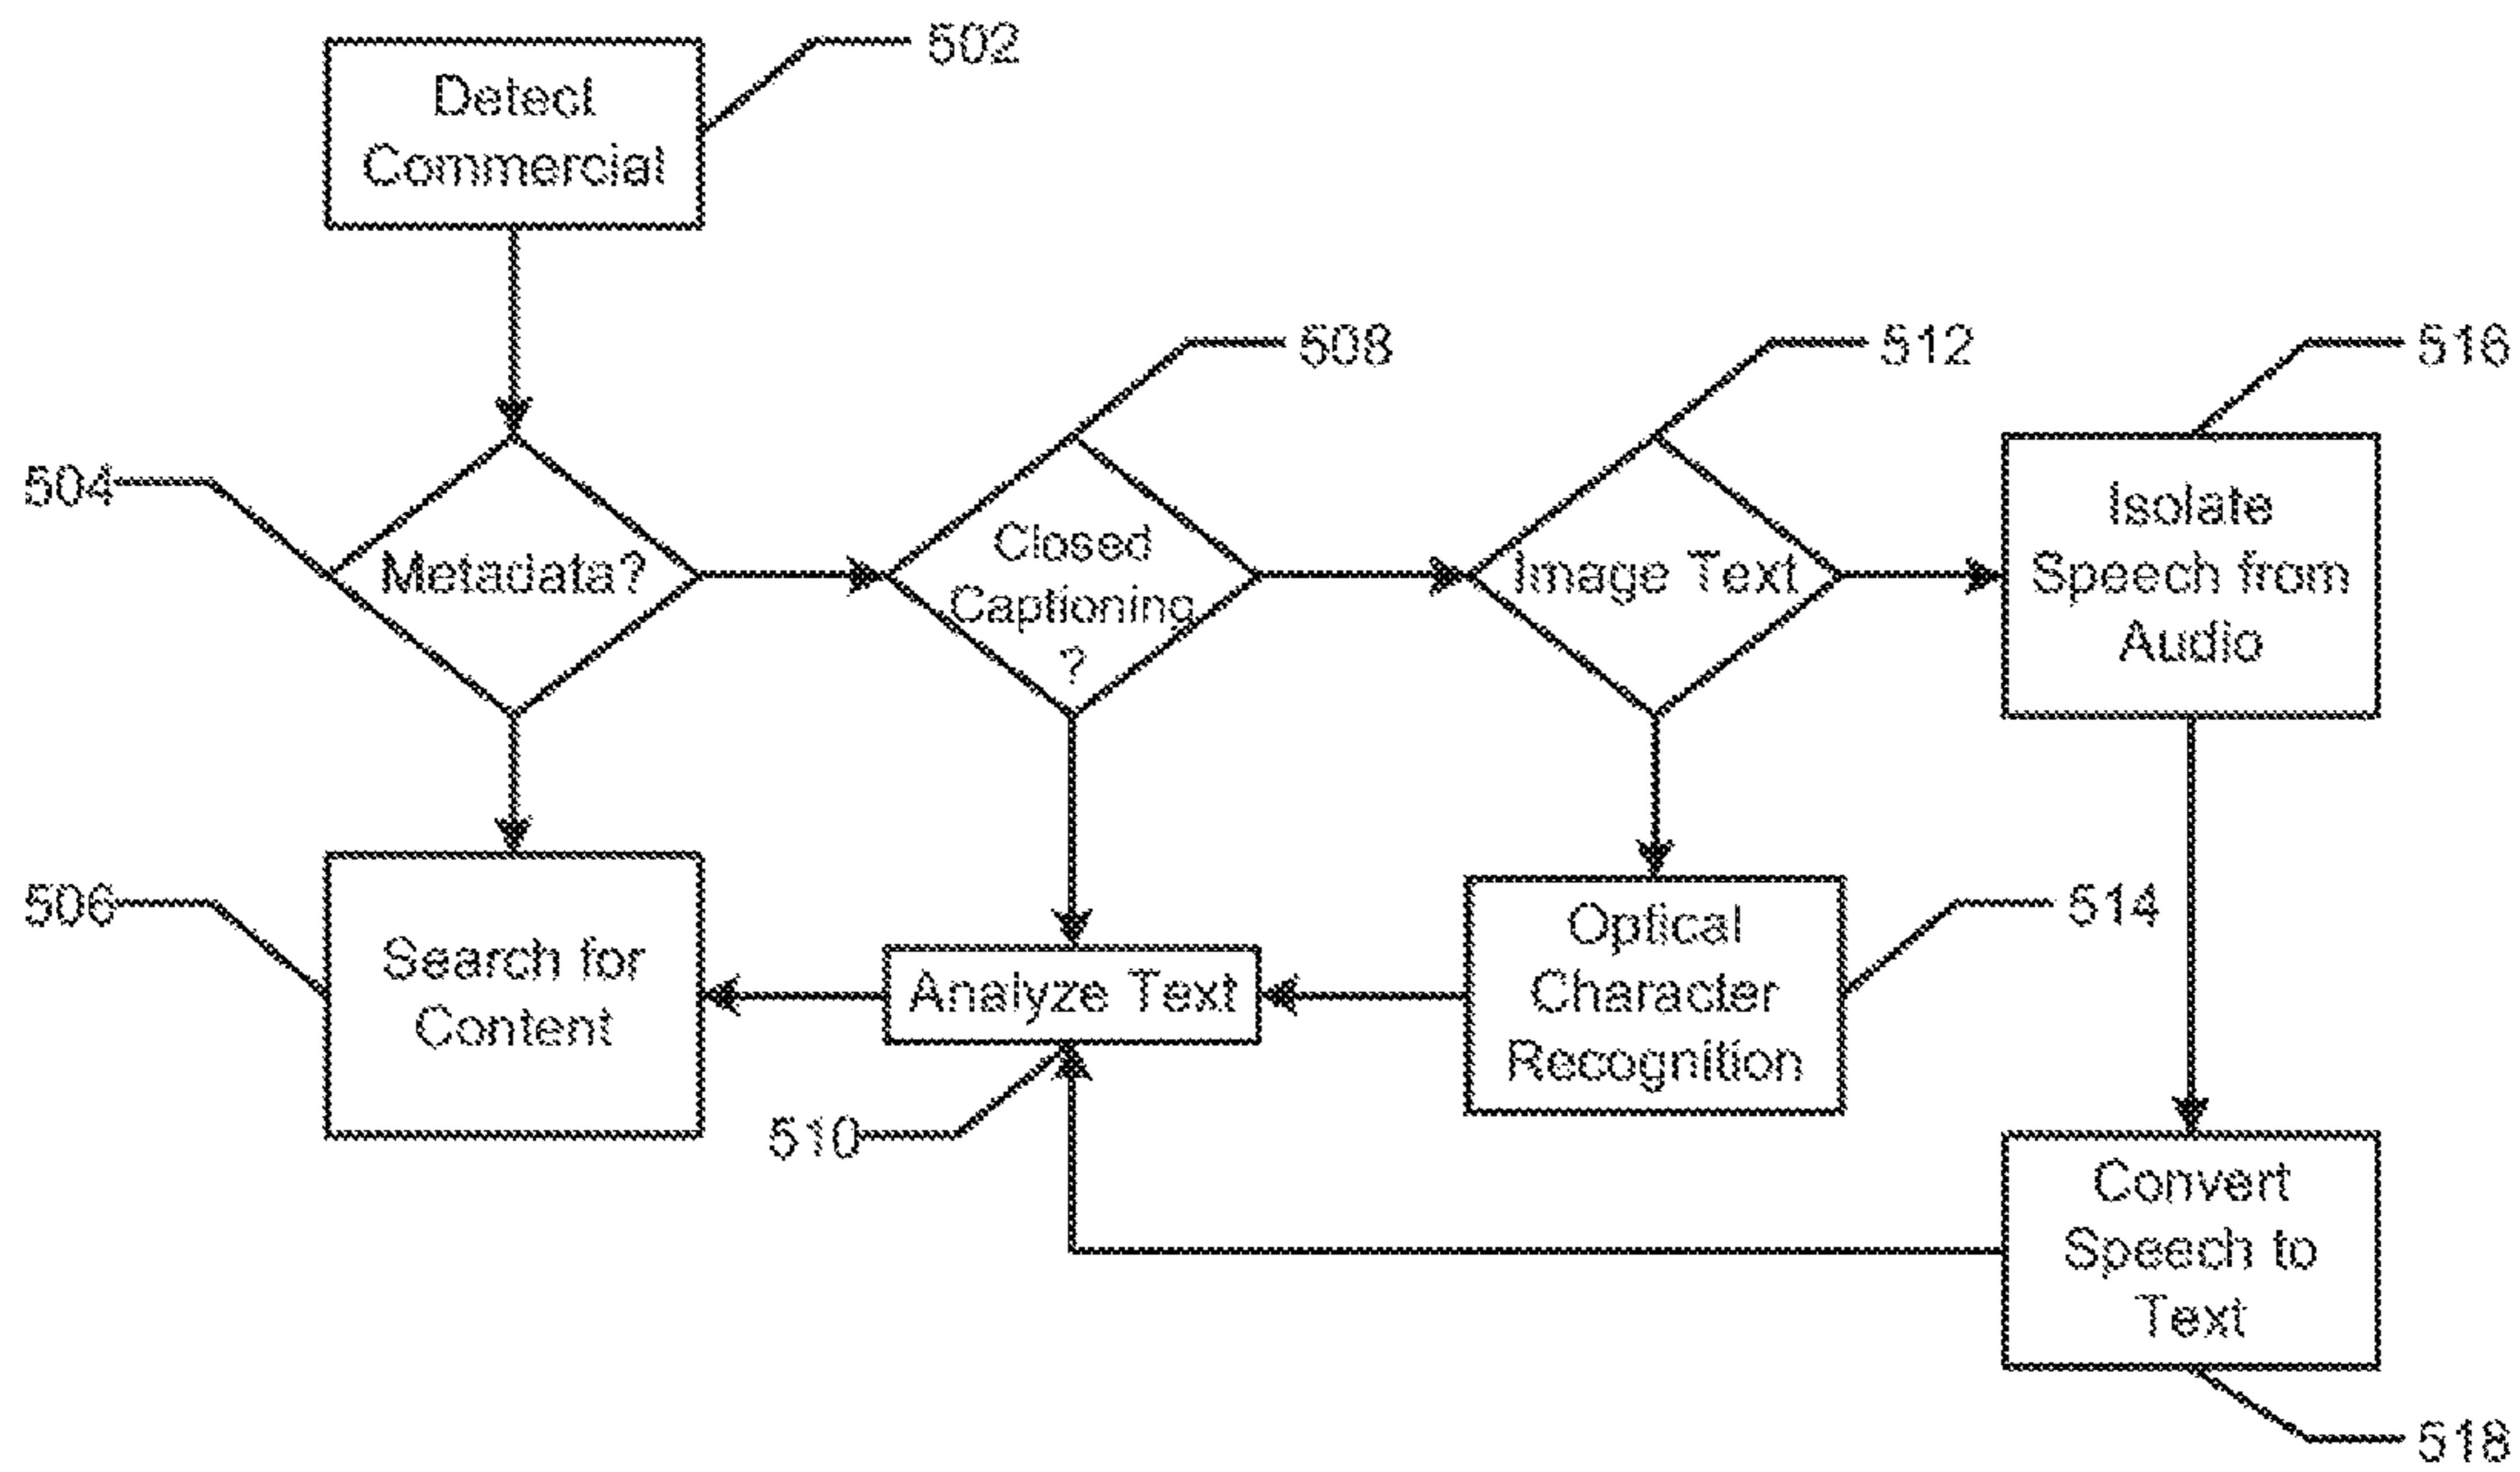 Detect
Commercial
502
504
Metadata?
508
Closed
Captioning
?
512
Image Text
516
Isolate
Speech from
Audio
506
Search for
Content
Analyze Text
510
Optical
Character
Recognition
514
Convert
Speech to
Text
518